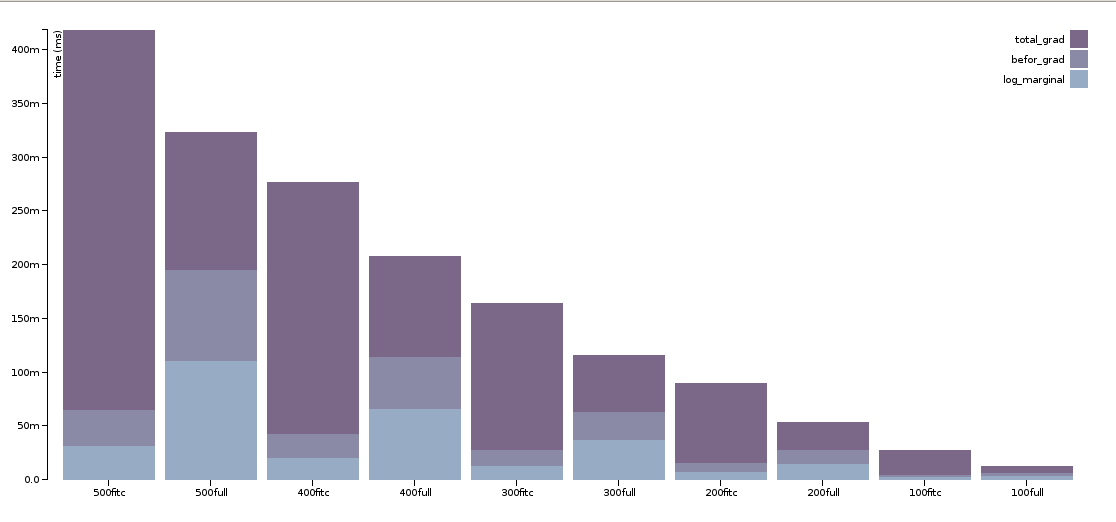 time (ms)
400m
350m
300m
250m
200m
150m
100m
50m
0.0
total_grad
befor_grad
log_marginal
500fitc 500full 400fitc 400full 300fitc 300full 200fitc 200full 100fitc 100full